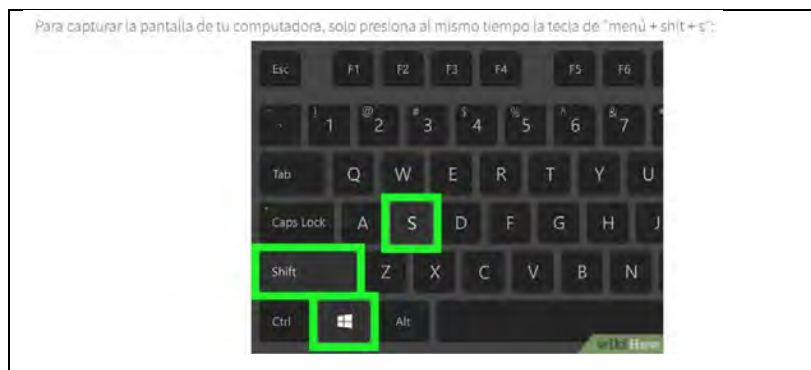 Para capturar la pantalla de tu computadora, solo presiona al mismo tiempo la tecla de "menú + shit + s":
Esc F1 F2 F3 F4 F5 F6
~ ` ! 1 @ 2 # 3 $ 4 % 5 ^ 6 & 7 *
Tab Q W E R T Y U
Caps Lock A S D F G H J
Shift Z X C V B N
Ctrl Alt
wikiHow